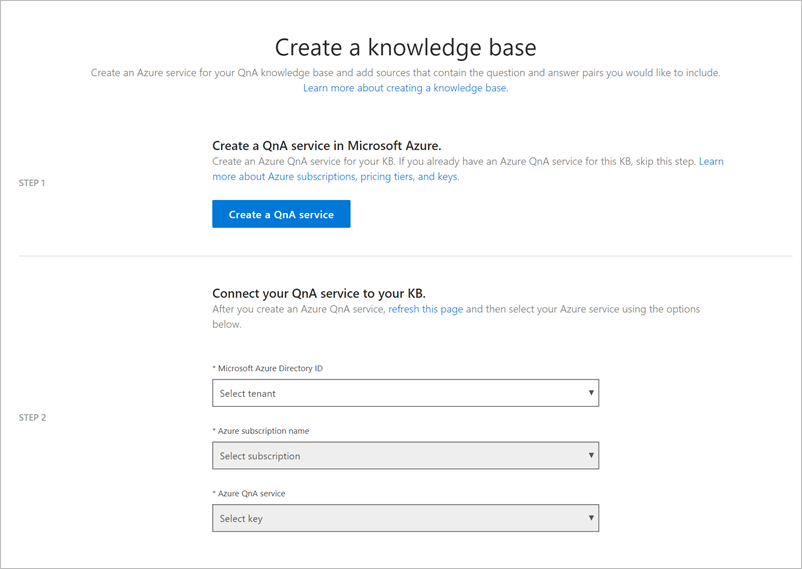 Create a knowledge base
Create an Azure service for your QnA knowledge base and add sources that contain the question and answer pairs you would like to include.
Learn more about creating a knowledge base.
STEP 1
Create a QnA service in Microsoft Azure.
Create an Azure QnA service for your KB. If you already have an Azure QnA service for this KB, skip this step. Learn
more about Azure subscriptions, pricing tiers, and keys.
Create a QnA service
STEP 2
Connect your QnA service to your KB.
After you create an Azure QnA service, refresh this page and then select your Azure service using the options
below.
* Microsoft Azure Directory ID
Select tenant
* Azure subscription name
Select subscription
* Azure QnA service
Select key